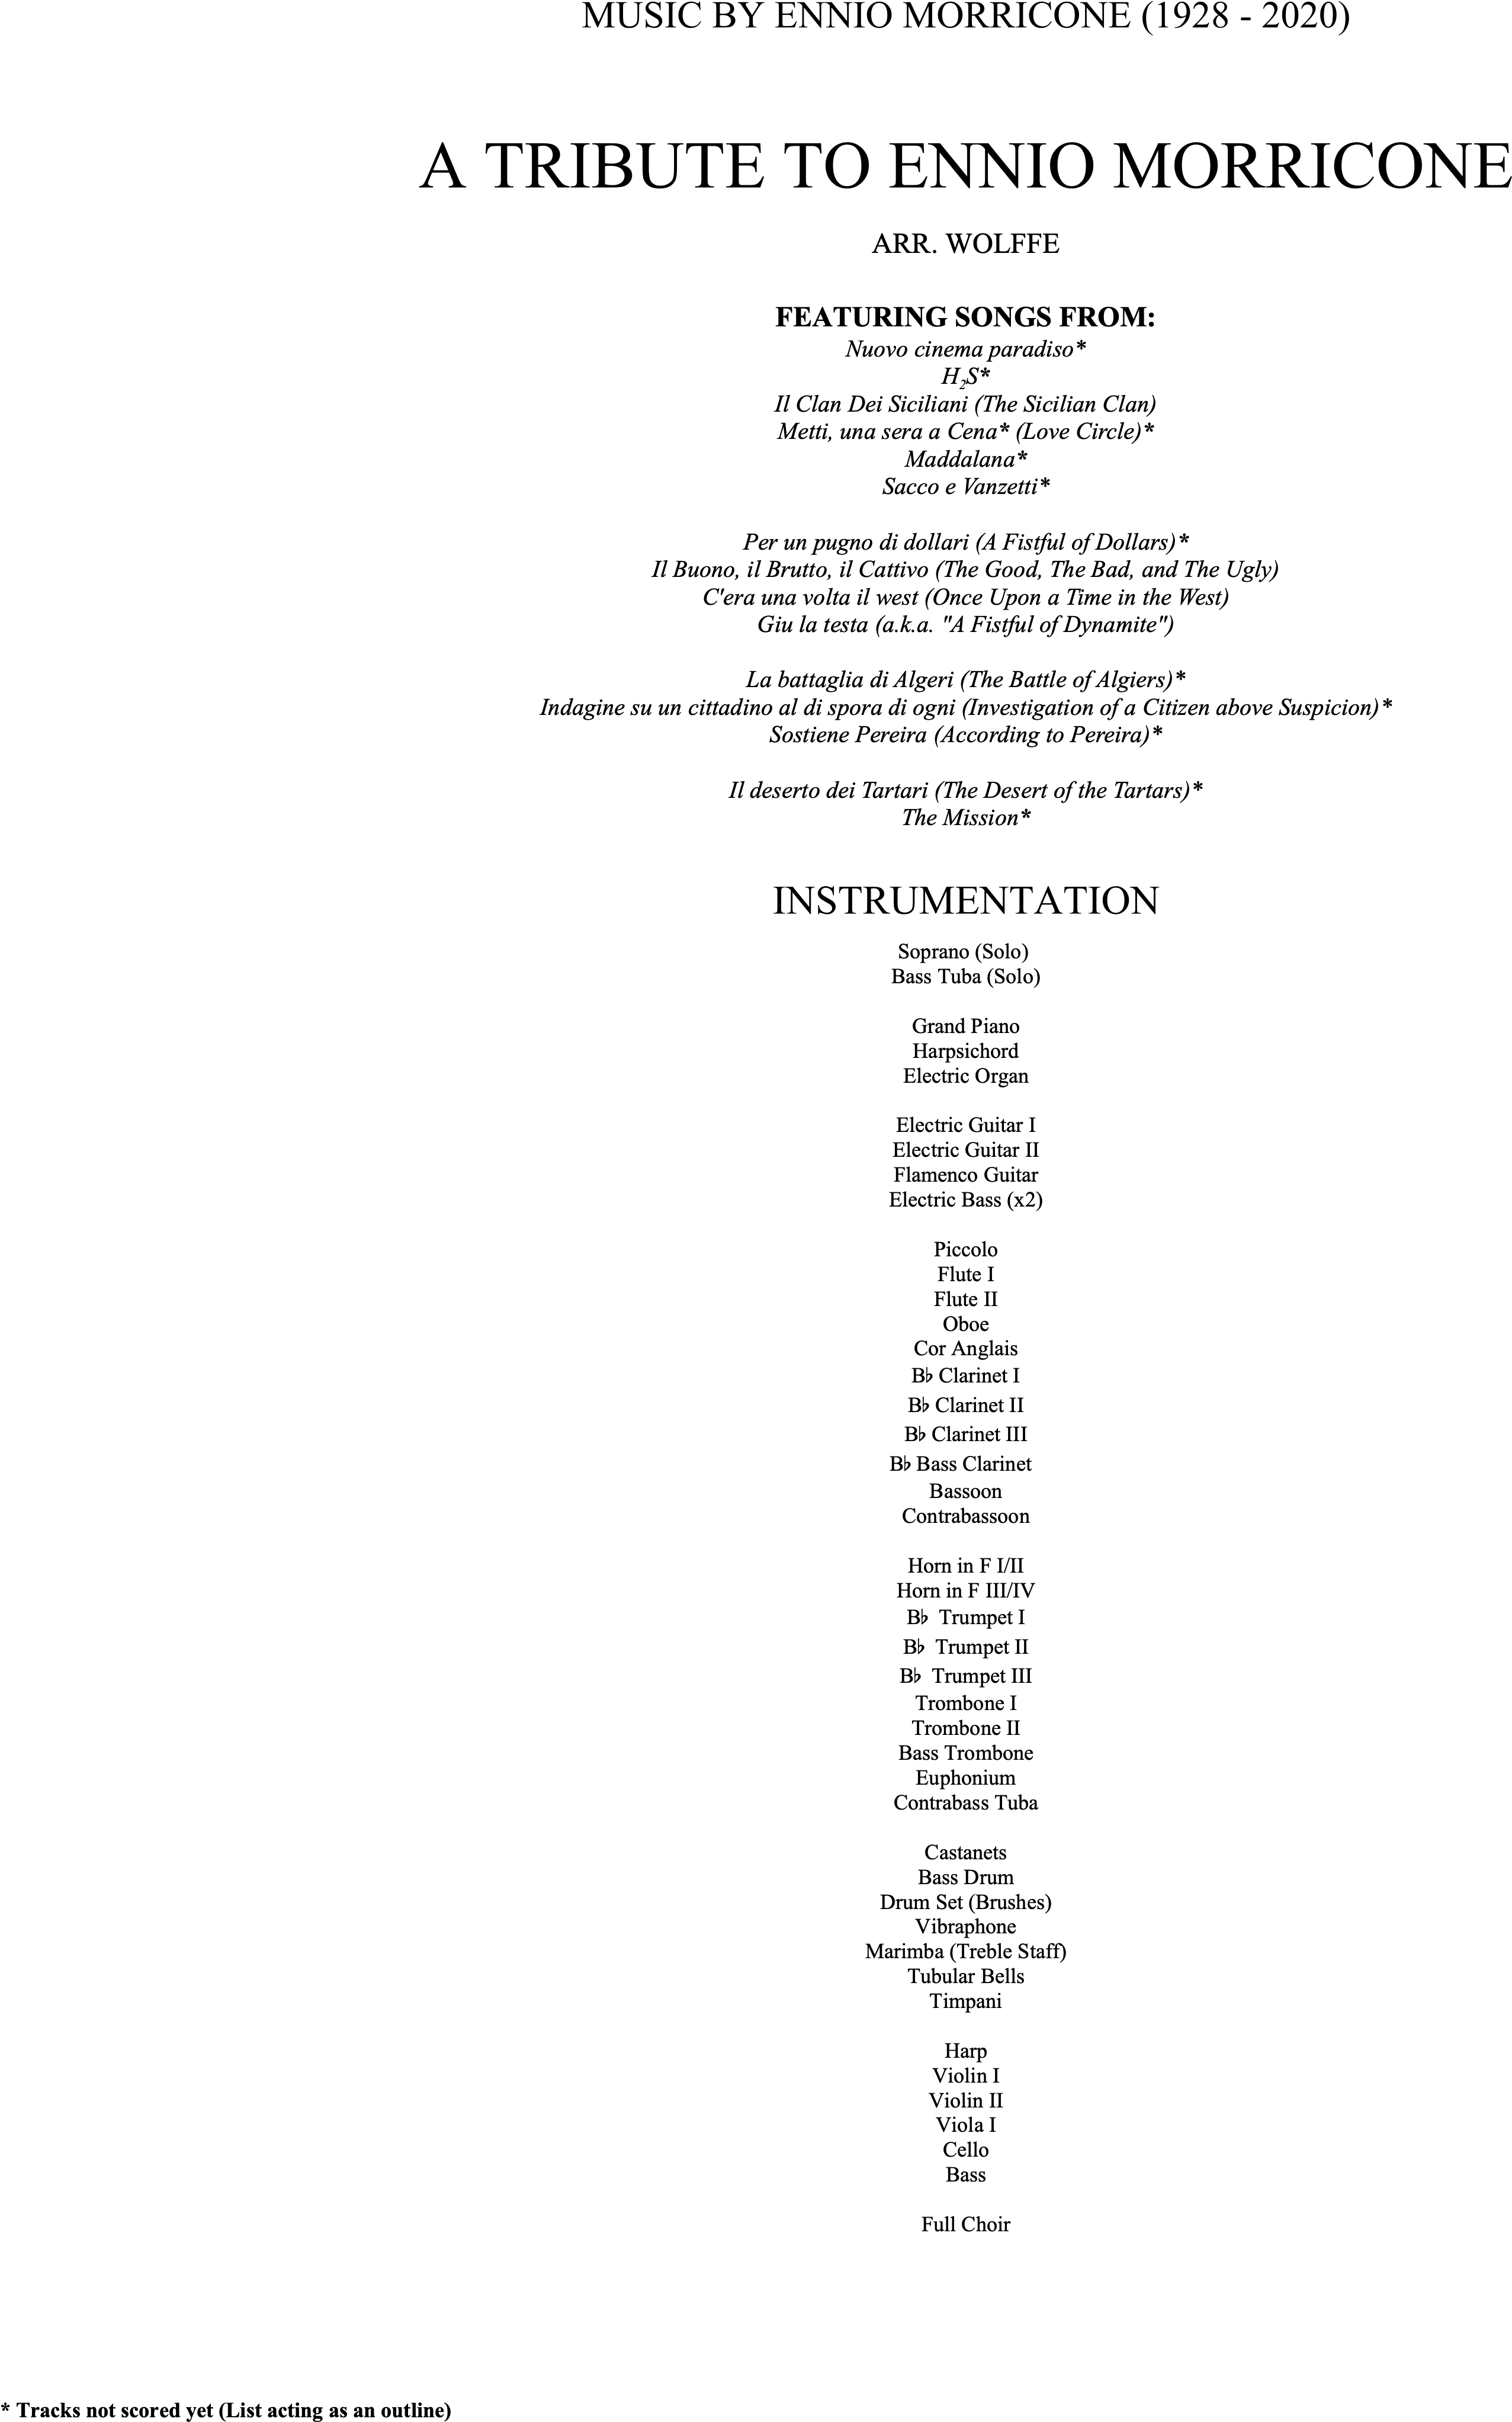 MUSIC BY ENNIO MORRICONE (1928 - 2020)
A TRIBUTE TO ENNIO MORRICONE
ARR. WOLFFE
FEATURING SONGS FROM:
Nuovo cinema paradiso*
H₂S*
Il Clan Dei Siciliani (The Sicilian Clan)
Metti, una sera a Cena* (Love Circle)*
Maddalana*
Sacco e Vanzetti*
Per un pugno di dollari (A Fistful of Dollars)*
Il Buono, il Brutto, il Cattivo (The Good, The Bad, and The Ugly)
C'era una volta il west (Once Upon a Time in the West)
Giu la testa (a.k.a. "A Fistful of Dynamite")
La battaglia di Algeri (The Battle of Algiers)*
Indagine su un cittadino al di spora di ogni (Investigation of a Citizen above Suspicion)*
Sostiene Pereira (According to Pereira)*
Il deserto dei Tartari (The Desert of the Tartars)*
The Mission*
INSTRUMENTATION
Soprano (Solo)
Bass Tuba (Solo)
Grand Piano
Harpsichord
Electric Organ
Electric Guitar I
Electric Guitar II
Flamenco Guitar
Electric Bass (x2)
Piccolo
Flute I
Flute II
Oboe
Cor Anglais
B♭ Clarinet I
B♭ Clarinet II
B♭ Clarinet III
B♭ Bass Clarinet
Bassoon
Contrabassoon
Horn in F I/II
Horn in F III/IV
B♭ Trumpet I
B♭ Trumpet II
B♭ Trumpet III
Trombone I
Trombone II
Bass Trombone
Euphonium
Contrabass Tuba
Castanets
Bass Drum
Drum Set (Brushes)
Vibraphone
Marimba (Treble Staff)
Tubular Bells
Timpani
Harp
Violin I
Violin II
Viola I
Cello
Bass
Full Choir
* Tracks not scored yet (List acting as an outline)